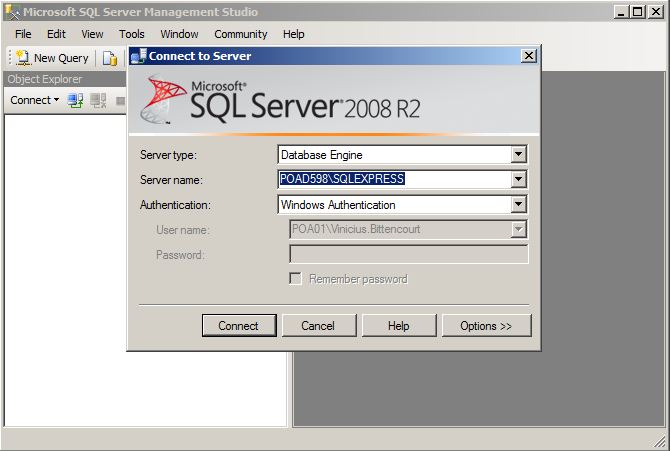 Microsoft SQL Server Management Studio
File Edit View Tools Window Community Help
New Query
Object Explorer
Connect
Connect to Server
Microsoft
SQL Server 2008 R2
Server type: Database Engine
Server name: POAD598\SQLEXPRESS
Authentication: Windows Authentication
User name: POA01\Vinicius.Bittencourt
Password:
Remember password
Connect Cancel Help Options >>